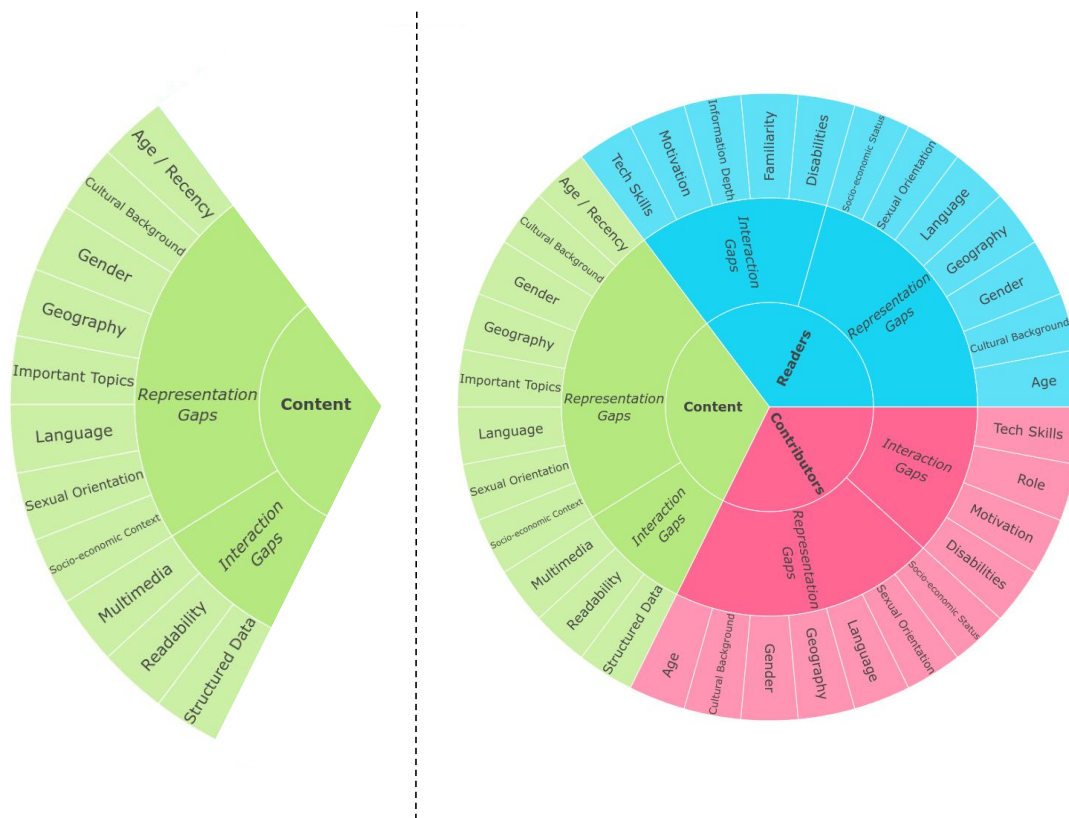 Age / Recency
Cultural Background
Gender
Geography
Important Topics
Language
Sexual Orientation
Socio-economic Context
Multimedia
Readability
Structured Data
Representation
Gaps
Interaction
Gaps
Content
Age / Recency
Cultural Background
Gender
Geography
Important Topics
Language
Sexual Orientation
Socio-economic Context
Multimedia
Readability
Structured Data
Representation
Gaps
Interaction
Gaps
Content
Tech Skills
Motivation
Information Depth
Familiarity
Disabilities
Socio-economic Status
Sexual Orientation
Language
Geography
Gender
Cultural Background
Age
Interaction
Gaps
Representation
Gaps
Readers
Tech Skills
Role
Motivation
Disabilities
Socio-economic Status
Sexual Orientation
Language
Geography
Gender
Cultural Background
Age
Interaction
Gaps
Representation
Gaps
Contributors